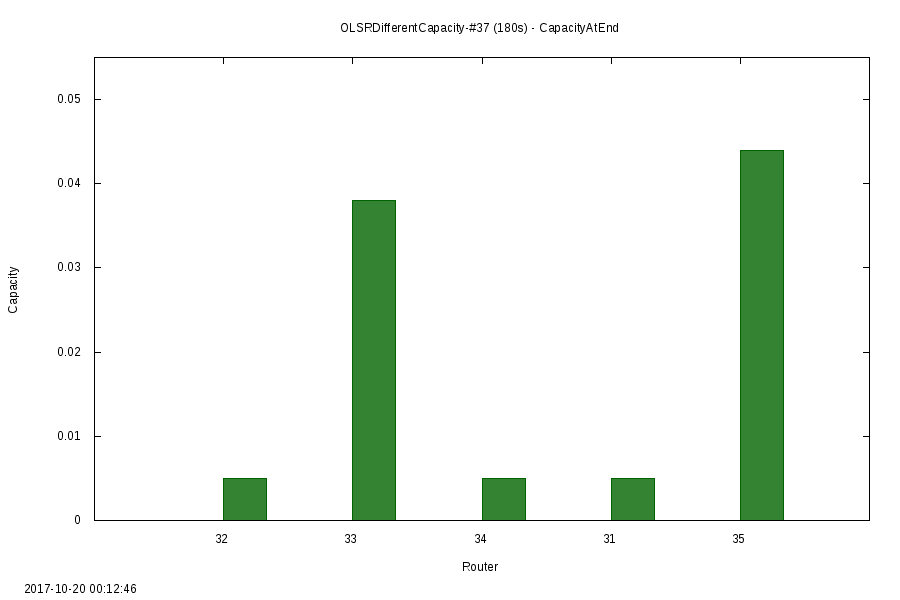 OLSRDifferentCapacity-#37 (180s) - CapacityAtEnd
0.05
0.04
0.03
0.02
0.01
0
Capacity
32 33 34 31 35
Router
2017-10-20 00:12:46